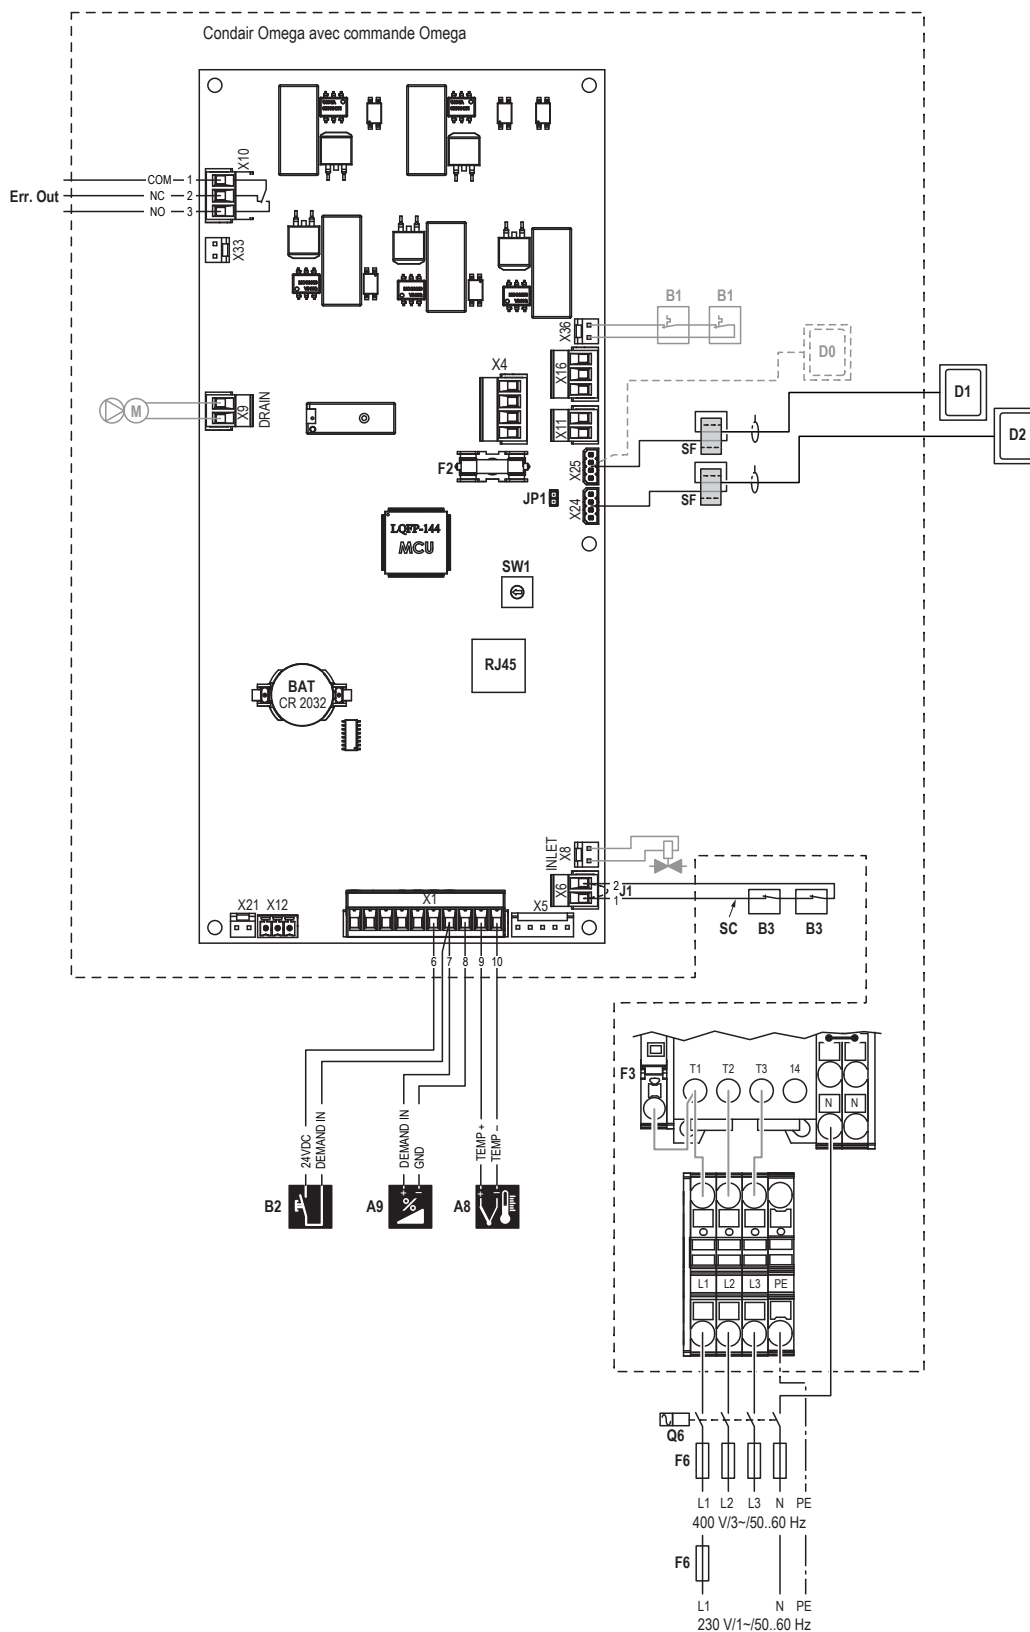 Condair Omega avec commande Omega
X10
Err. Out
COM 1
NC 2
NO 3
X33
X36
B1 B1
D0
X4
X16
D1
X9
DRAIN
M
X11
D2
F2
X25
SF
JP1
X24
SF
LQFP-144
MCU
SW1
RJ45
BAT
CR 2032
INLET
X8
X6
2
J1
1
SC B3 B3
X21 X12
X1
X5
6 7 8 9 10
F3
T1 T2 T3 14
N N
24VDC
DEMAND IN
DEMAND IN
GND
TEMP +
TEMP –
B2
A9
+ –
%
A8
+ –
L1 L2 L3 PE
Q6
F6
L1 L2 L3 N PE
400 V/3~/50..60 Hz
F6
L1 N PE
230 V/1~/50..60 Hz